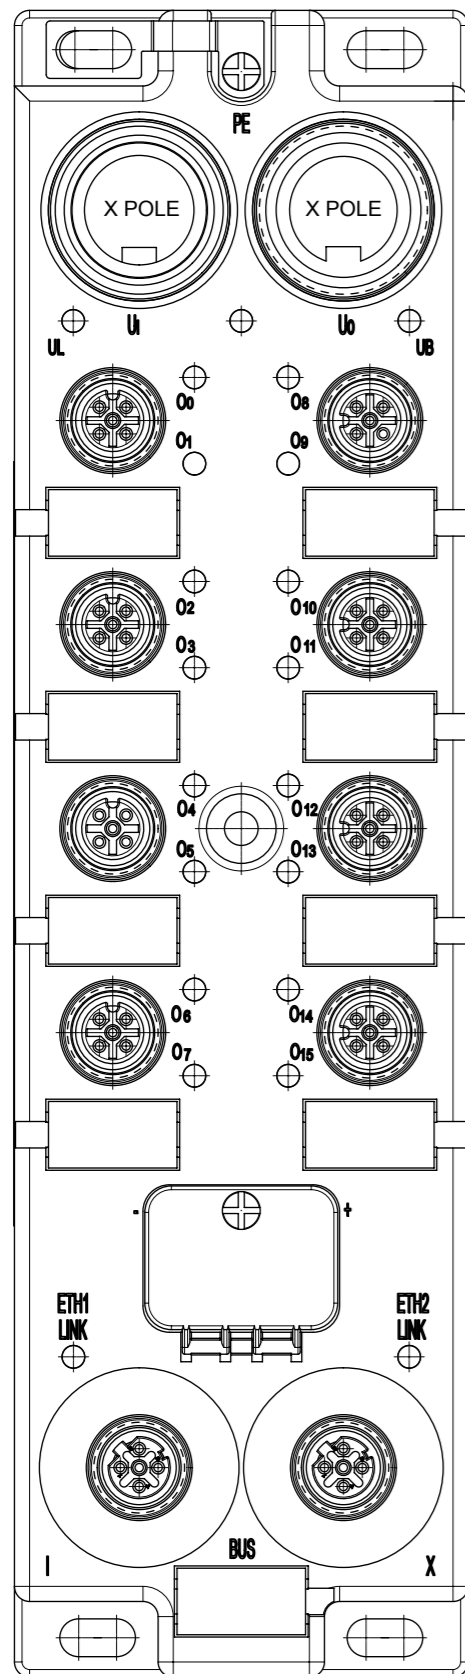 PE
X POLE X POLE
UI UO
UL UB
O0 O8
O1 O9
O2 O10
O3 O11
O4 O12
O5 O13
O6 O14
O7 O15
- +
ETH1 ETH2
LINK LINK
BUS
I X